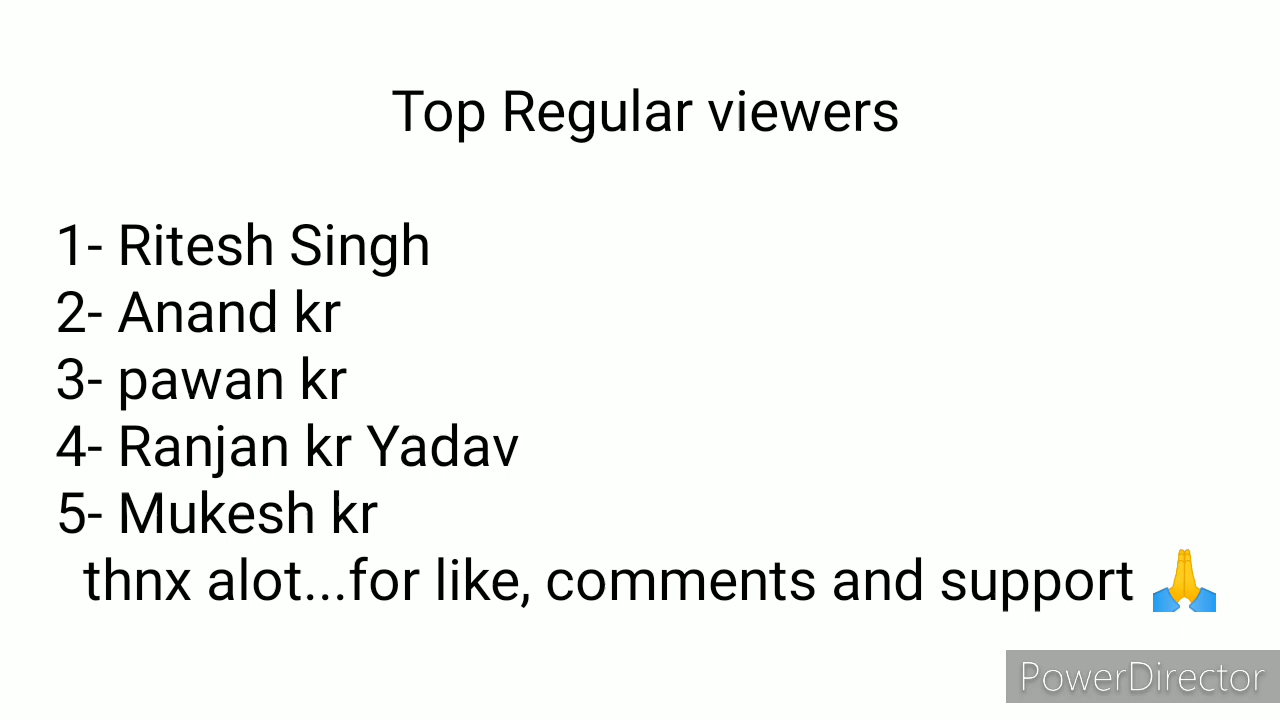 Top Regular viewers
1- Ritesh Singh
2- Anand kr
3- pawan kr
4- Ranjan kr Yadav
5- Mukesh kr
thnx alot...for like, comments and support 🙏
PowerDirector